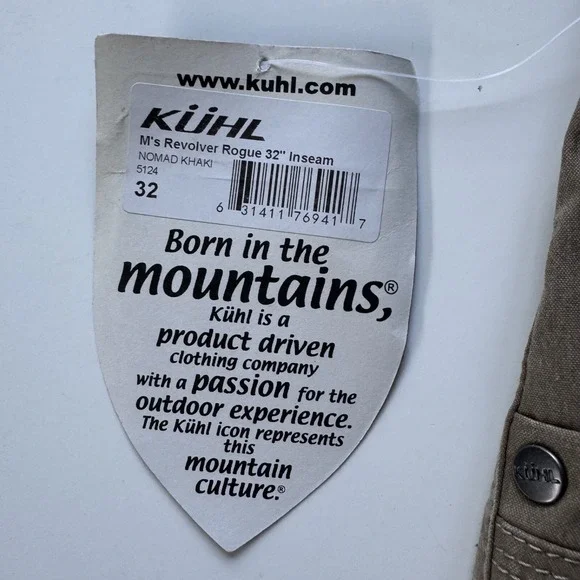 www.kuhl.com
KÜHL
M's Revolver Rogue 32" Inseam
NOMAD KHAKI
5124
32
6 31411 76941 7
Born in the
mountains,®
Kühl is a
product driven
clothing company
with a passion for the
outdoor experience.
The Kühl icon represents
this
mountain
culture.®
KÜHL